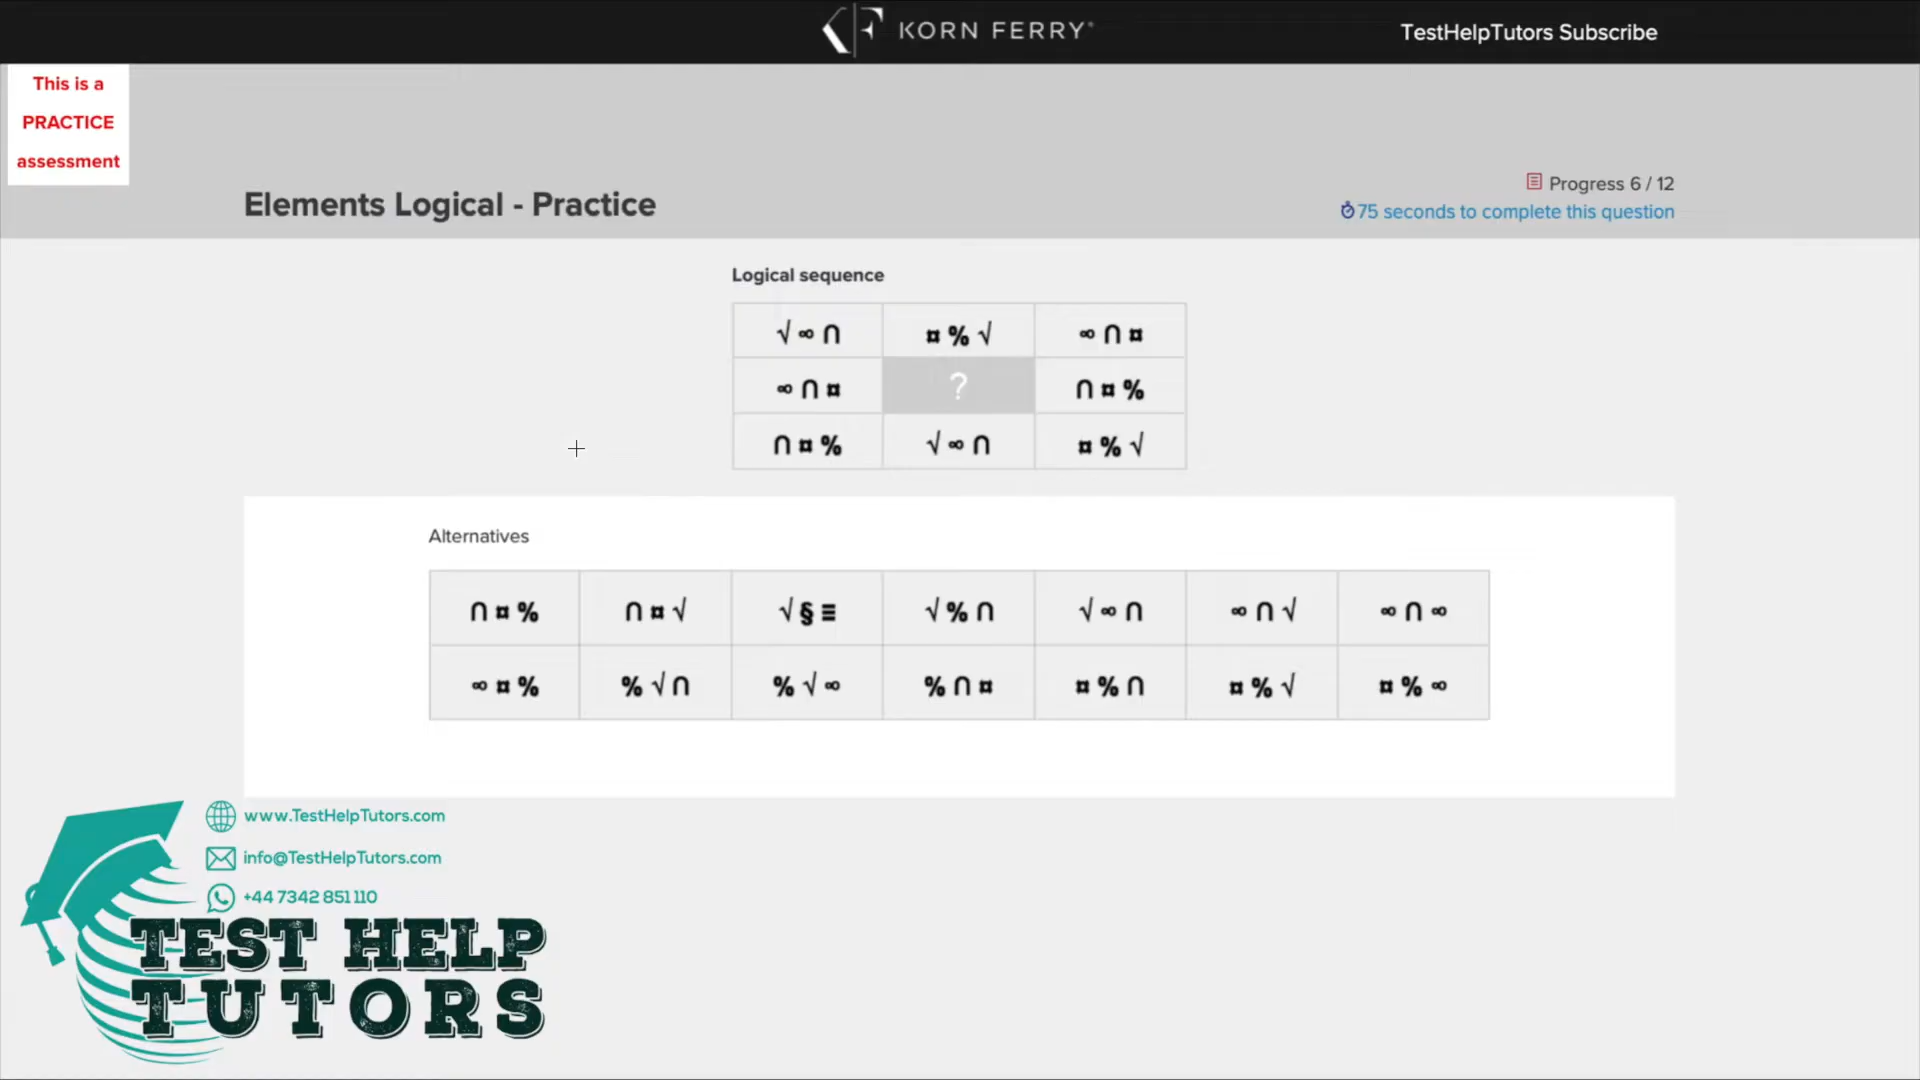 KORN FERRY®
TestHelpTutors Subscribe
This is a
PRACTICE
assessment
Elements Logical - Practice
Progress 6 / 12
75 seconds to complete this question
Logical sequence
√ ∞ ∩ ¤ % √ ∞ ∩ ¤
∞ ∩ ¤ ? ∩ ¤ %
∩ ¤ % √ ∞ ∩ ¤ % √
Alternatives
∩ ¤ % ∩ ¤ √ √ § ≡ √ % ∩ √ ∞ ∩ ∞ ∩ √ ∞ ∩ ∞
∞ ¤ % % √ ∩ % √ ∞ % ∩ ¤ ¤ % ∩ ¤ % √ ¤ % ∞
www.TestHelpTutors.com
info@TestHelpTutors.com
+44 7342 851 110
TEST HELP
TUTORS